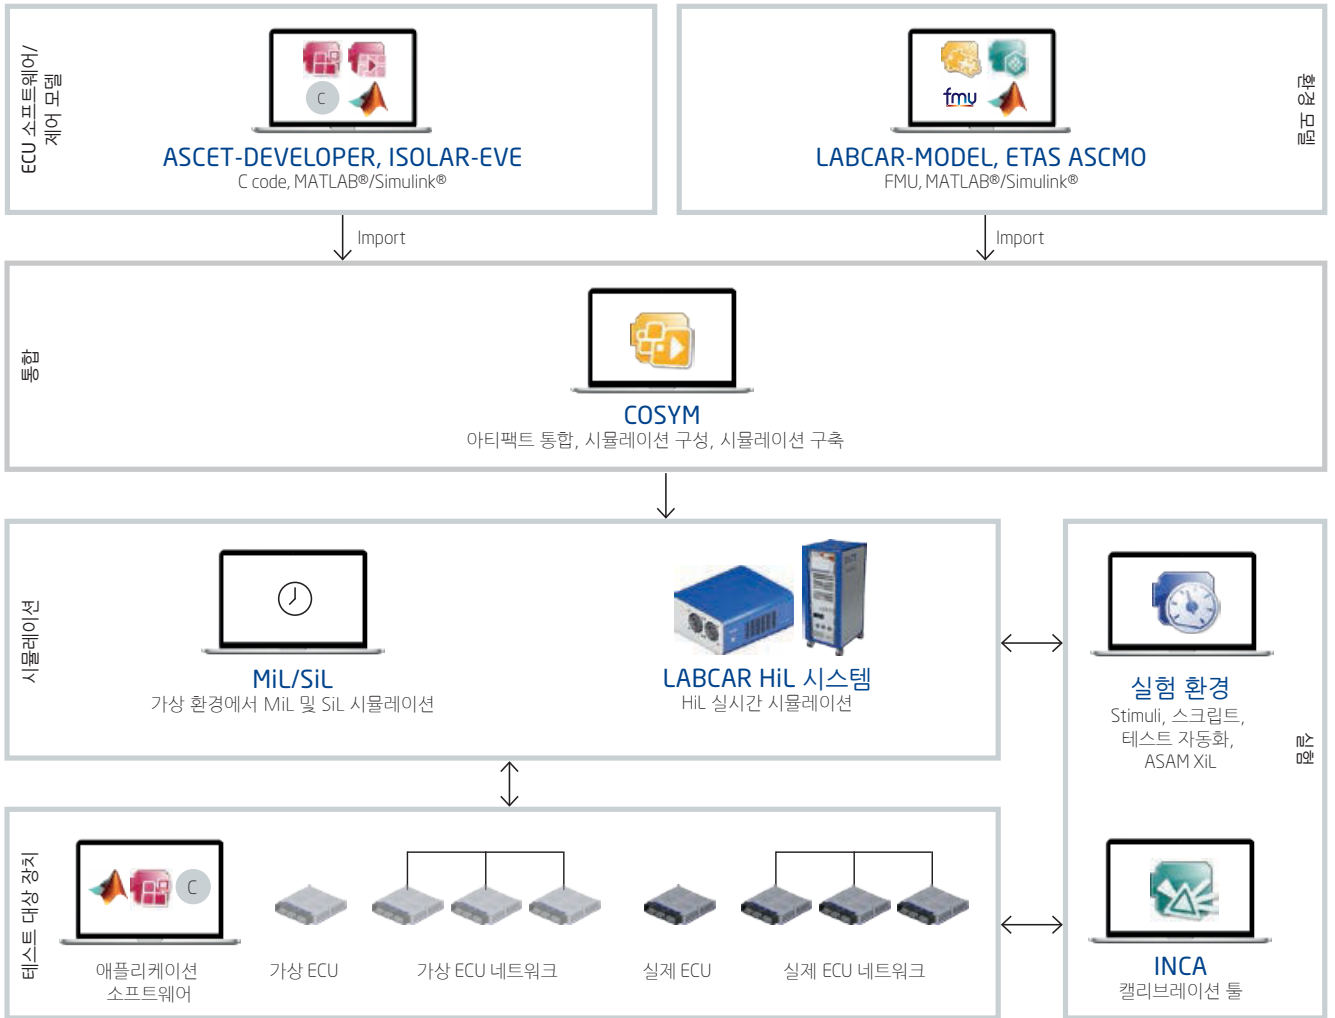 ECU 소프트웨어/
제어 모델
C
ASCET-DEVELOPER, ISOLAR-EVE
C code, MATLAB®/Simulink®
fmu
LABCAR-MODEL, ETAS ASCMO
FMU, MATLAB®/Simulink®
환경 모델
Import
Import
통합
COSYM
아티팩트 통합, 시뮬레이션 구성, 시뮬레이션 구축
시뮬레이션
MiL/SiL
가상 환경에서 MiL 및 SiL 시뮬레이션
LABCAR HiL 시스템
HiL 실시간 시뮬레이션
실험 환경
Stimuli, 스크립트,
테스트 자동화,
ASAM XiL
실험
테스트 대상 장치
C
애플리케이션
소프트웨어
가상 ECU
가상 ECU 네트워크
실제 ECU
실제 ECU 네트워크
INCA
캘리브레이션 툴